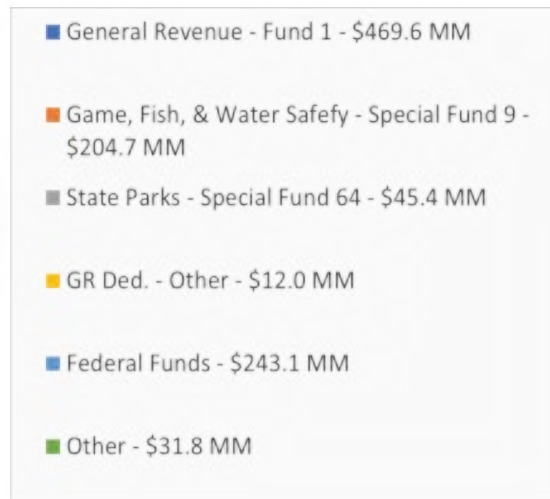 General Revenue - Fund 1 - $469.6 MM
Game, Fish, & Water Safefy - Special Fund 9 -
$204.7 MM
State Parks - Special Fund 64 - $45.4 MM
GR Ded. - Other - $12.0 MM
Federal Funds - $243.1 MM
Other - $31.8 MM